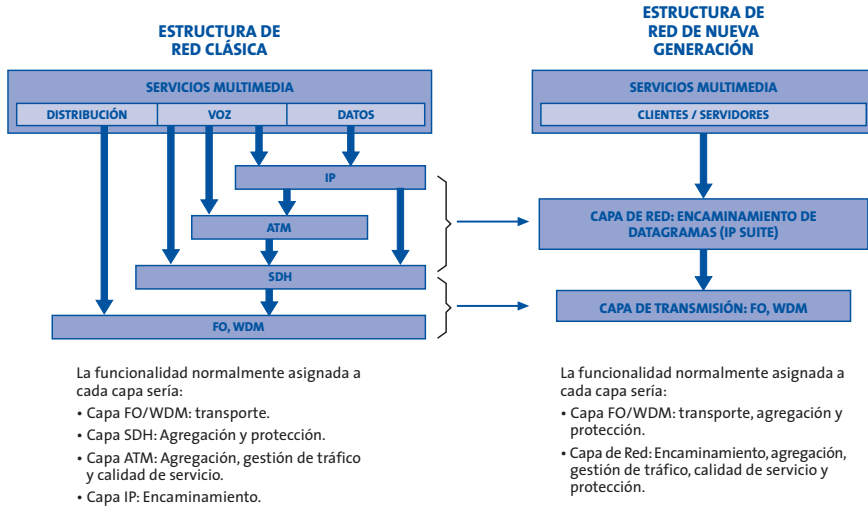 ESTRUCTURA DE
RED CLÁSICA
SERVICIOS MULTIMEDIA
DISTRIBUCIÓN
VOZ
DATOS
IP
ATM
SDH
FO, WDM
La funcionalidad normalmente asignada a
cada capa sería:
• Capa FO/WDM: transporte.
• Capa SDH: Agregación y protección.
• Capa ATM: Agregación, gestión de tráfico
y calidad de servicio.
• Capa IP: Encaminamiento.
ESTRUCTURA DE
RED DE NUEVA
GENERACIÓN
SERVICIOS MULTIMEDIA
CLIENTES / SERVIDORES
CAPA DE RED: ENCAMINAMIENTO DE
DATAGRAMAS (IP SUITE)
CAPA DE TRANSMISIÓN: FO, WDM
La funcionalidad normalmente asignada a
cada capa sería:
• Capa FO/WDM: transporte, agregación y
protección.
• Capa de Red: Encaminamiento, agregación,
gestión de tráfico, calidad de servicio y
protección.